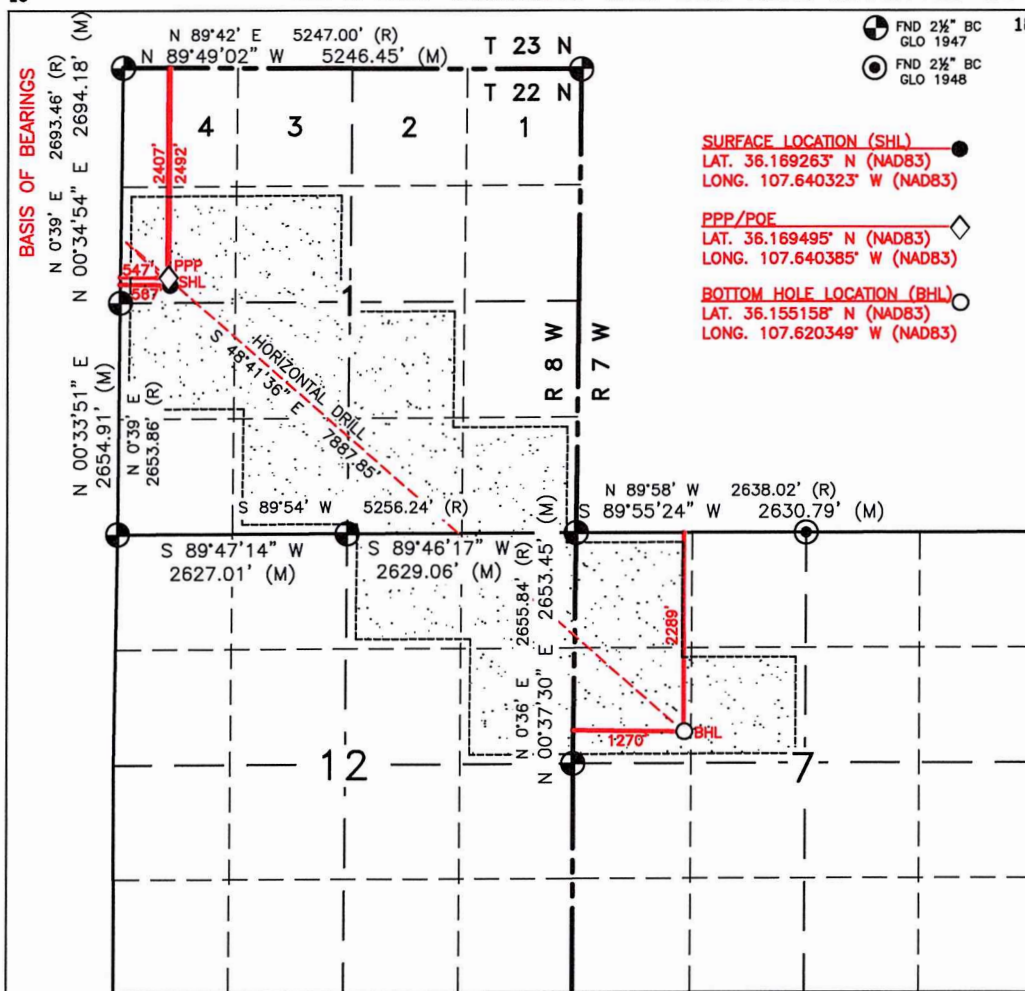 N 89°42' E 5247.00' (R)
N 89°49'02" W 5246.45' (M)
T 23 N
T 22 N
FND 2½" BC
GLO 1947
FND 2½" BC
GLO 1948
BASIS OF BEARINGS
N 0°39' E 2693.46' (R)
N 00°34'54" E 2694.18' (M)
4
3
2
1
2407'
2492'
SURFACE LOCATION (SHL)
LAT. 36.169263° N (NAD83)
LONG. 107.640323° W (NAD83)
PPP/POE
LAT. 36.169495° N (NAD83)
LONG. 107.640385° W (NAD83)
BOTTOM HOLE LOCATION (BHL)
LAT. 36.155158° N (NAD83)
LONG. 107.620349° W (NAD83)
547'
PPP
587'
SHL
1
R 8 W
R 7 W
HORIZONTAL DRILL
S 48°41'36" E 7887.85'
N 00°33'51" E
2654.91' (M)
N 0°39' E
2653.86' (R)
S 89°54' W 5256.24' (R)
S 89°47'14" W
2627.01' (M)
S 89°46'17" W
2629.06' (M)
N 89°58' W 2638.02' (R)
S 89°55'24" W 2630.79' (M)
N 0°36' E 2655.84' (R)
N 00°37'30" E 2653.45' (M)
2289'
1270'
BHL
12
7